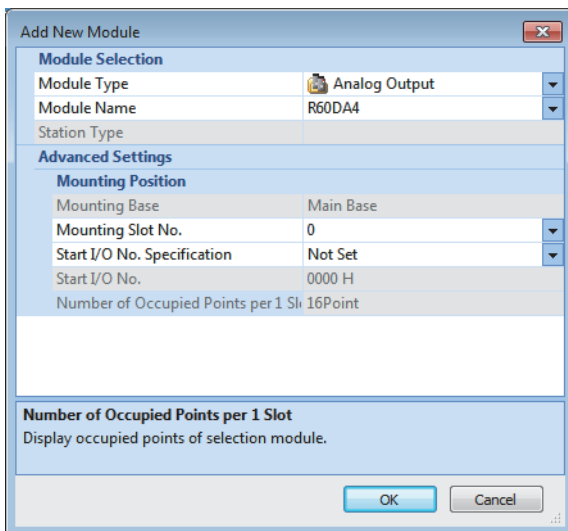 Add New Module
Module Selection
Module Type Analog Output
Module Name R60DA4
Station Type
Advanced Settings
Mounting Position
Mounting Base Main Base
Mounting Slot No. 0
Start I/O No. Specification Not Set
Start I/O No. 0000 H
Number of Occupied Points per 1 Sl 16Point
Number of Occupied Points per 1 Slot
Display occupied points of selection module.
OK Cancel